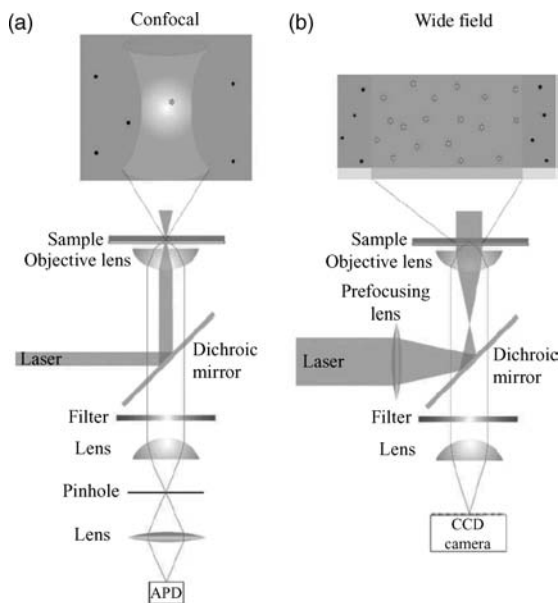 (a)
Confocal
Sample
Objective lens
Laser
Dichroic
mirror
Filter
Lens
Pinhole
Lens
APD
(b)
Wide field
Sample
Objective lens
Prefocusing
lens
Laser
Dichroic
mirror
Filter
Lens
CCD
camera